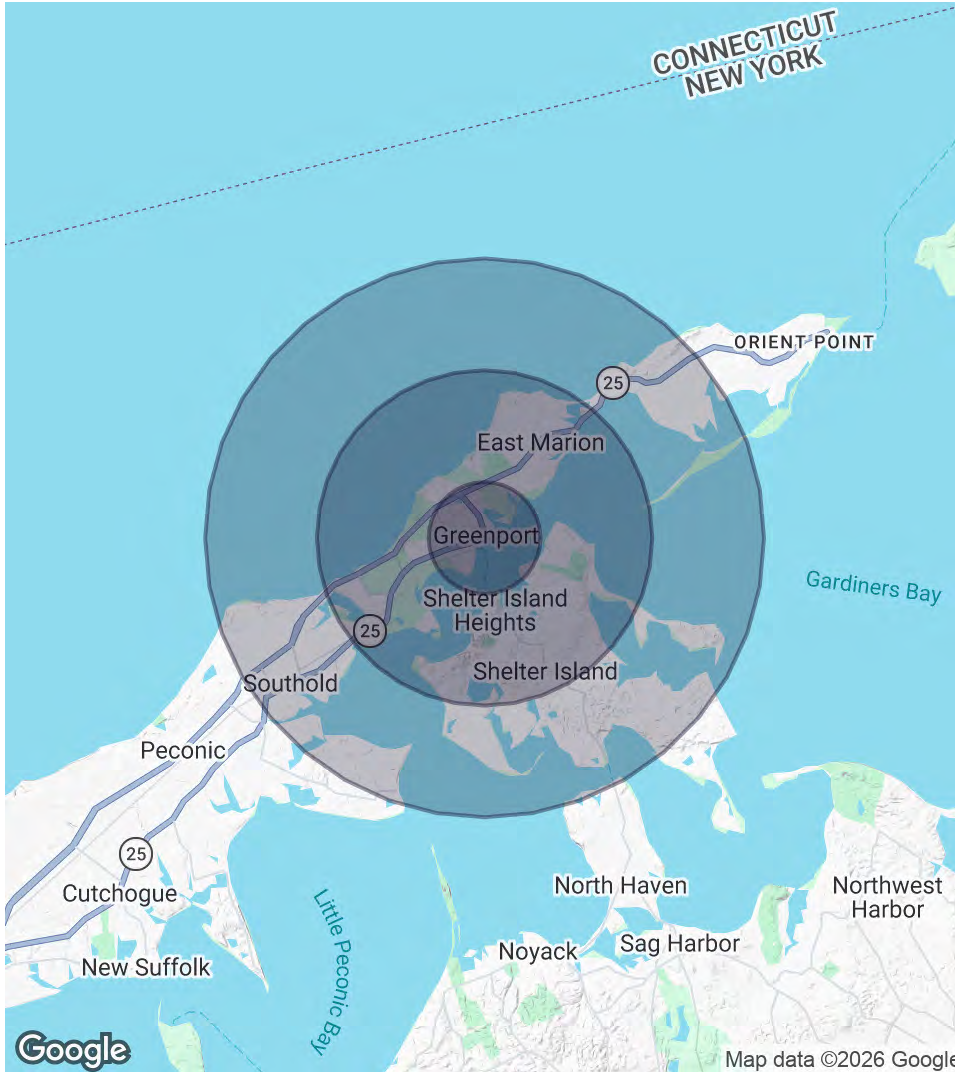 CONNECTICUT
NEW YORK
ORIENT POINT
25
East Marion
Greenport
Gardiners Bay
Shelter Island
Heights
25
Shelter Island
Southold
Peconic
25
Cutchogue
North Haven
Northwest
Harbor
Little Peconic Bay
Noyack
Sag Harbor
New Suffolk
Google
Map data ©2026 Google